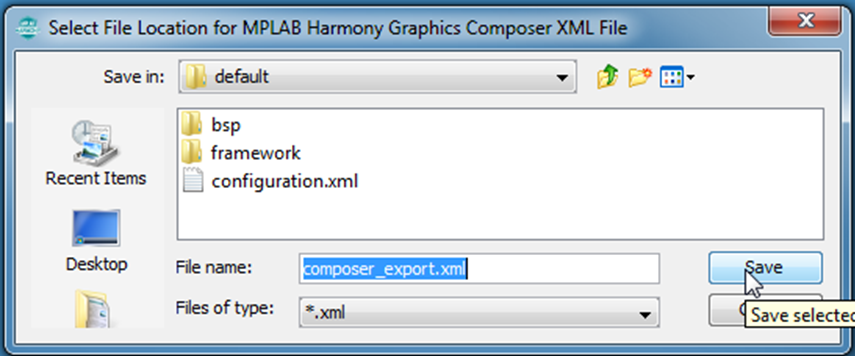 Select File Location for MPLAB Harmony Graphics Composer XML File
Save in: default
bsp
framework
configuration.xml
Recent Items
Desktop
File name: composer_export.xml
Save
Files of type: *.xml
Save selected